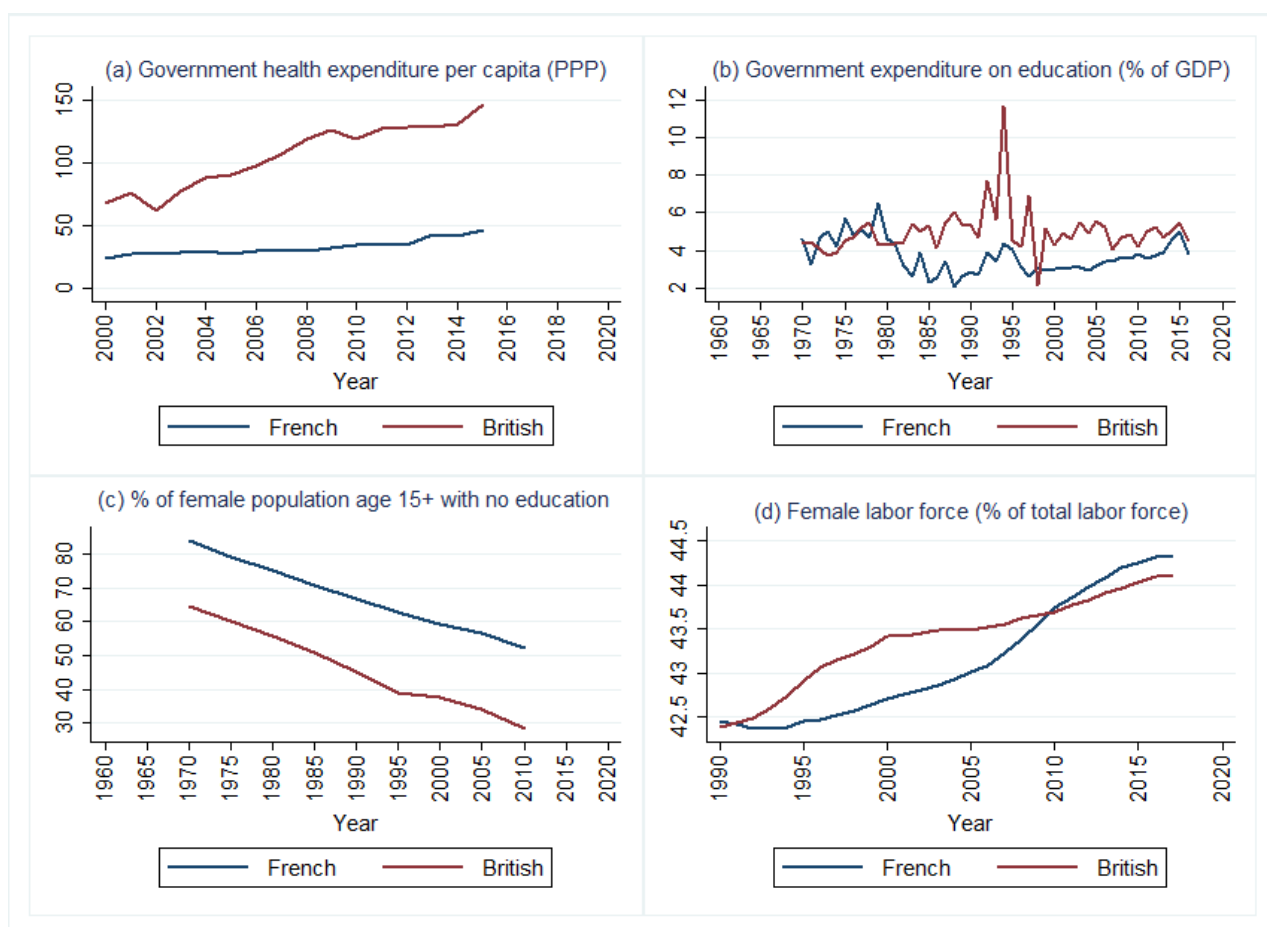 (a) Government health expenditure per capita (PPP)
150
100
50
0
2000 2002 2004 2006 2008 2010 2012 2014 2016 2018 2020
Year
French British
(b) Government expenditure on education (% of GDP)
12
10
8
6
4
2
1960 1965 1970 1975 1980 1985 1990 1995 2000 2005 2010 2015 2020
Year
French British
(c) % of female population age 15+ with no education
80
70
60
50
40
30
1960 1965 1970 1975 1980 1985 1990 1995 2000 2005 2010 2015 2020
Year
French British
(d) Female labor force (% of total labor force)
44.5
44
43.5
43
42.5
1990 1995 2000 2005 2010 2015 2020
Year
French British